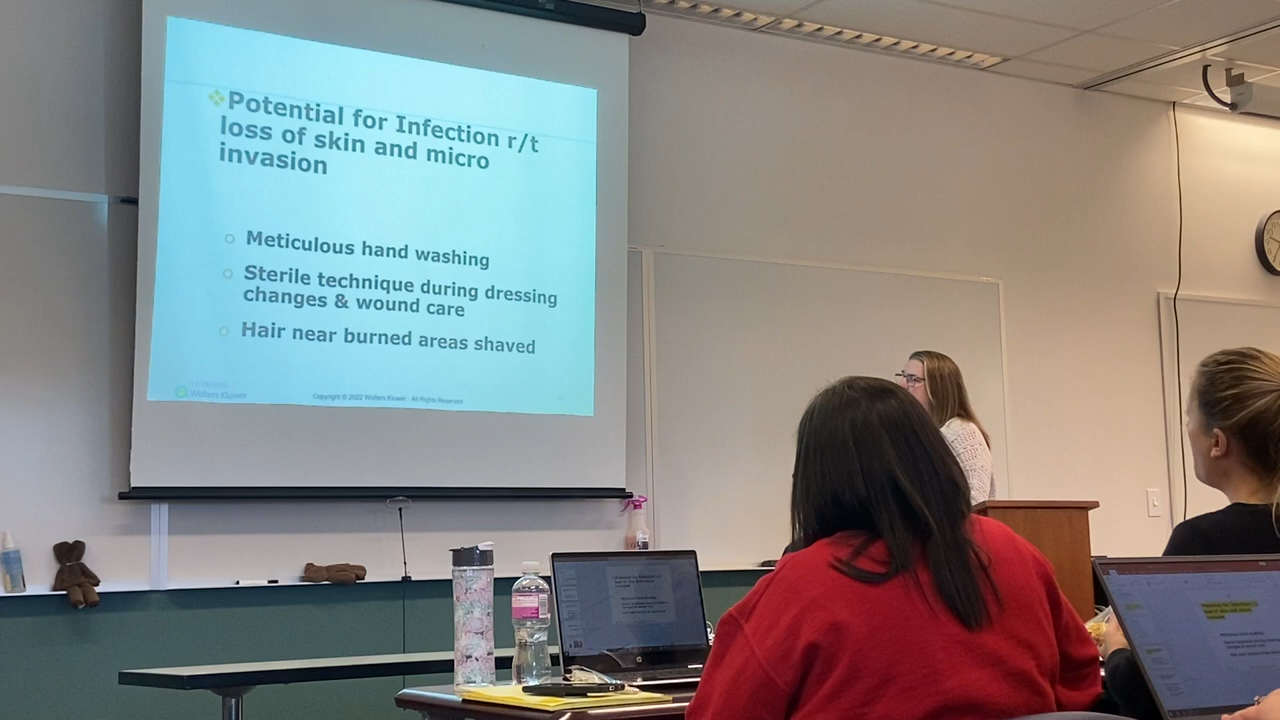 Potential for Infection r/t
loss of skin and micro
invasion
Meticulous hand washing
Sterile technique during dressing
changes & wound care
Hair near burned areas shaved
Wolters Kluwer
Copyright © 2022 Wolters Kluwer · All Rights Reserved